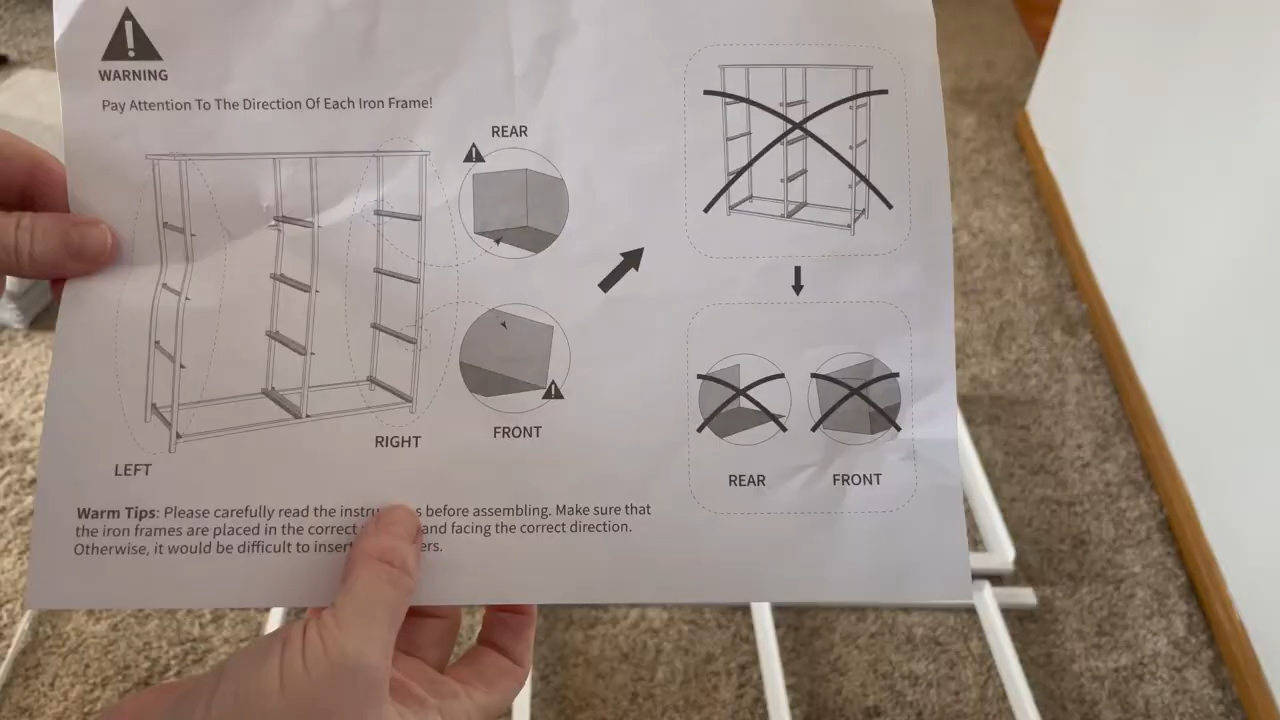 WARNING
Pay Attention To The Direction Of Each Iron Frame!
REAR
FRONT
RIGHT
LEFT
REAR
FRONT
Warm Tips: Please carefully read the instru s before assembling. Make sure that
the iron frames are placed in the correct and facing the correct direction.
Otherwise, it would be difficult to insert ers.